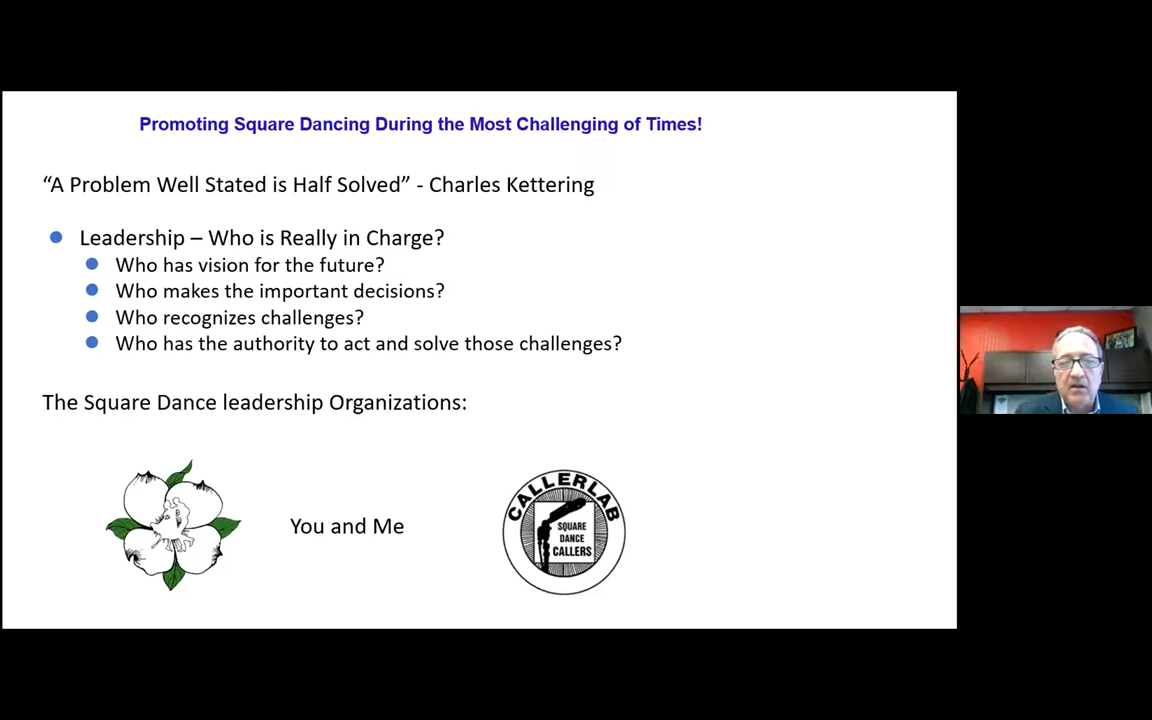 Promoting Square Dancing During the Most Challenging of Times!
“A Problem Well Stated is Half Solved” - Charles Kettering
Leadership – Who is Really in Charge?
Who has vision for the future?
Who makes the important decisions?
Who recognizes challenges?
Who has the authority to act and solve those challenges?
The Square Dance leadership Organizations:
You and Me
CALLERLAB
SQUARE
DANCE
CALLERS